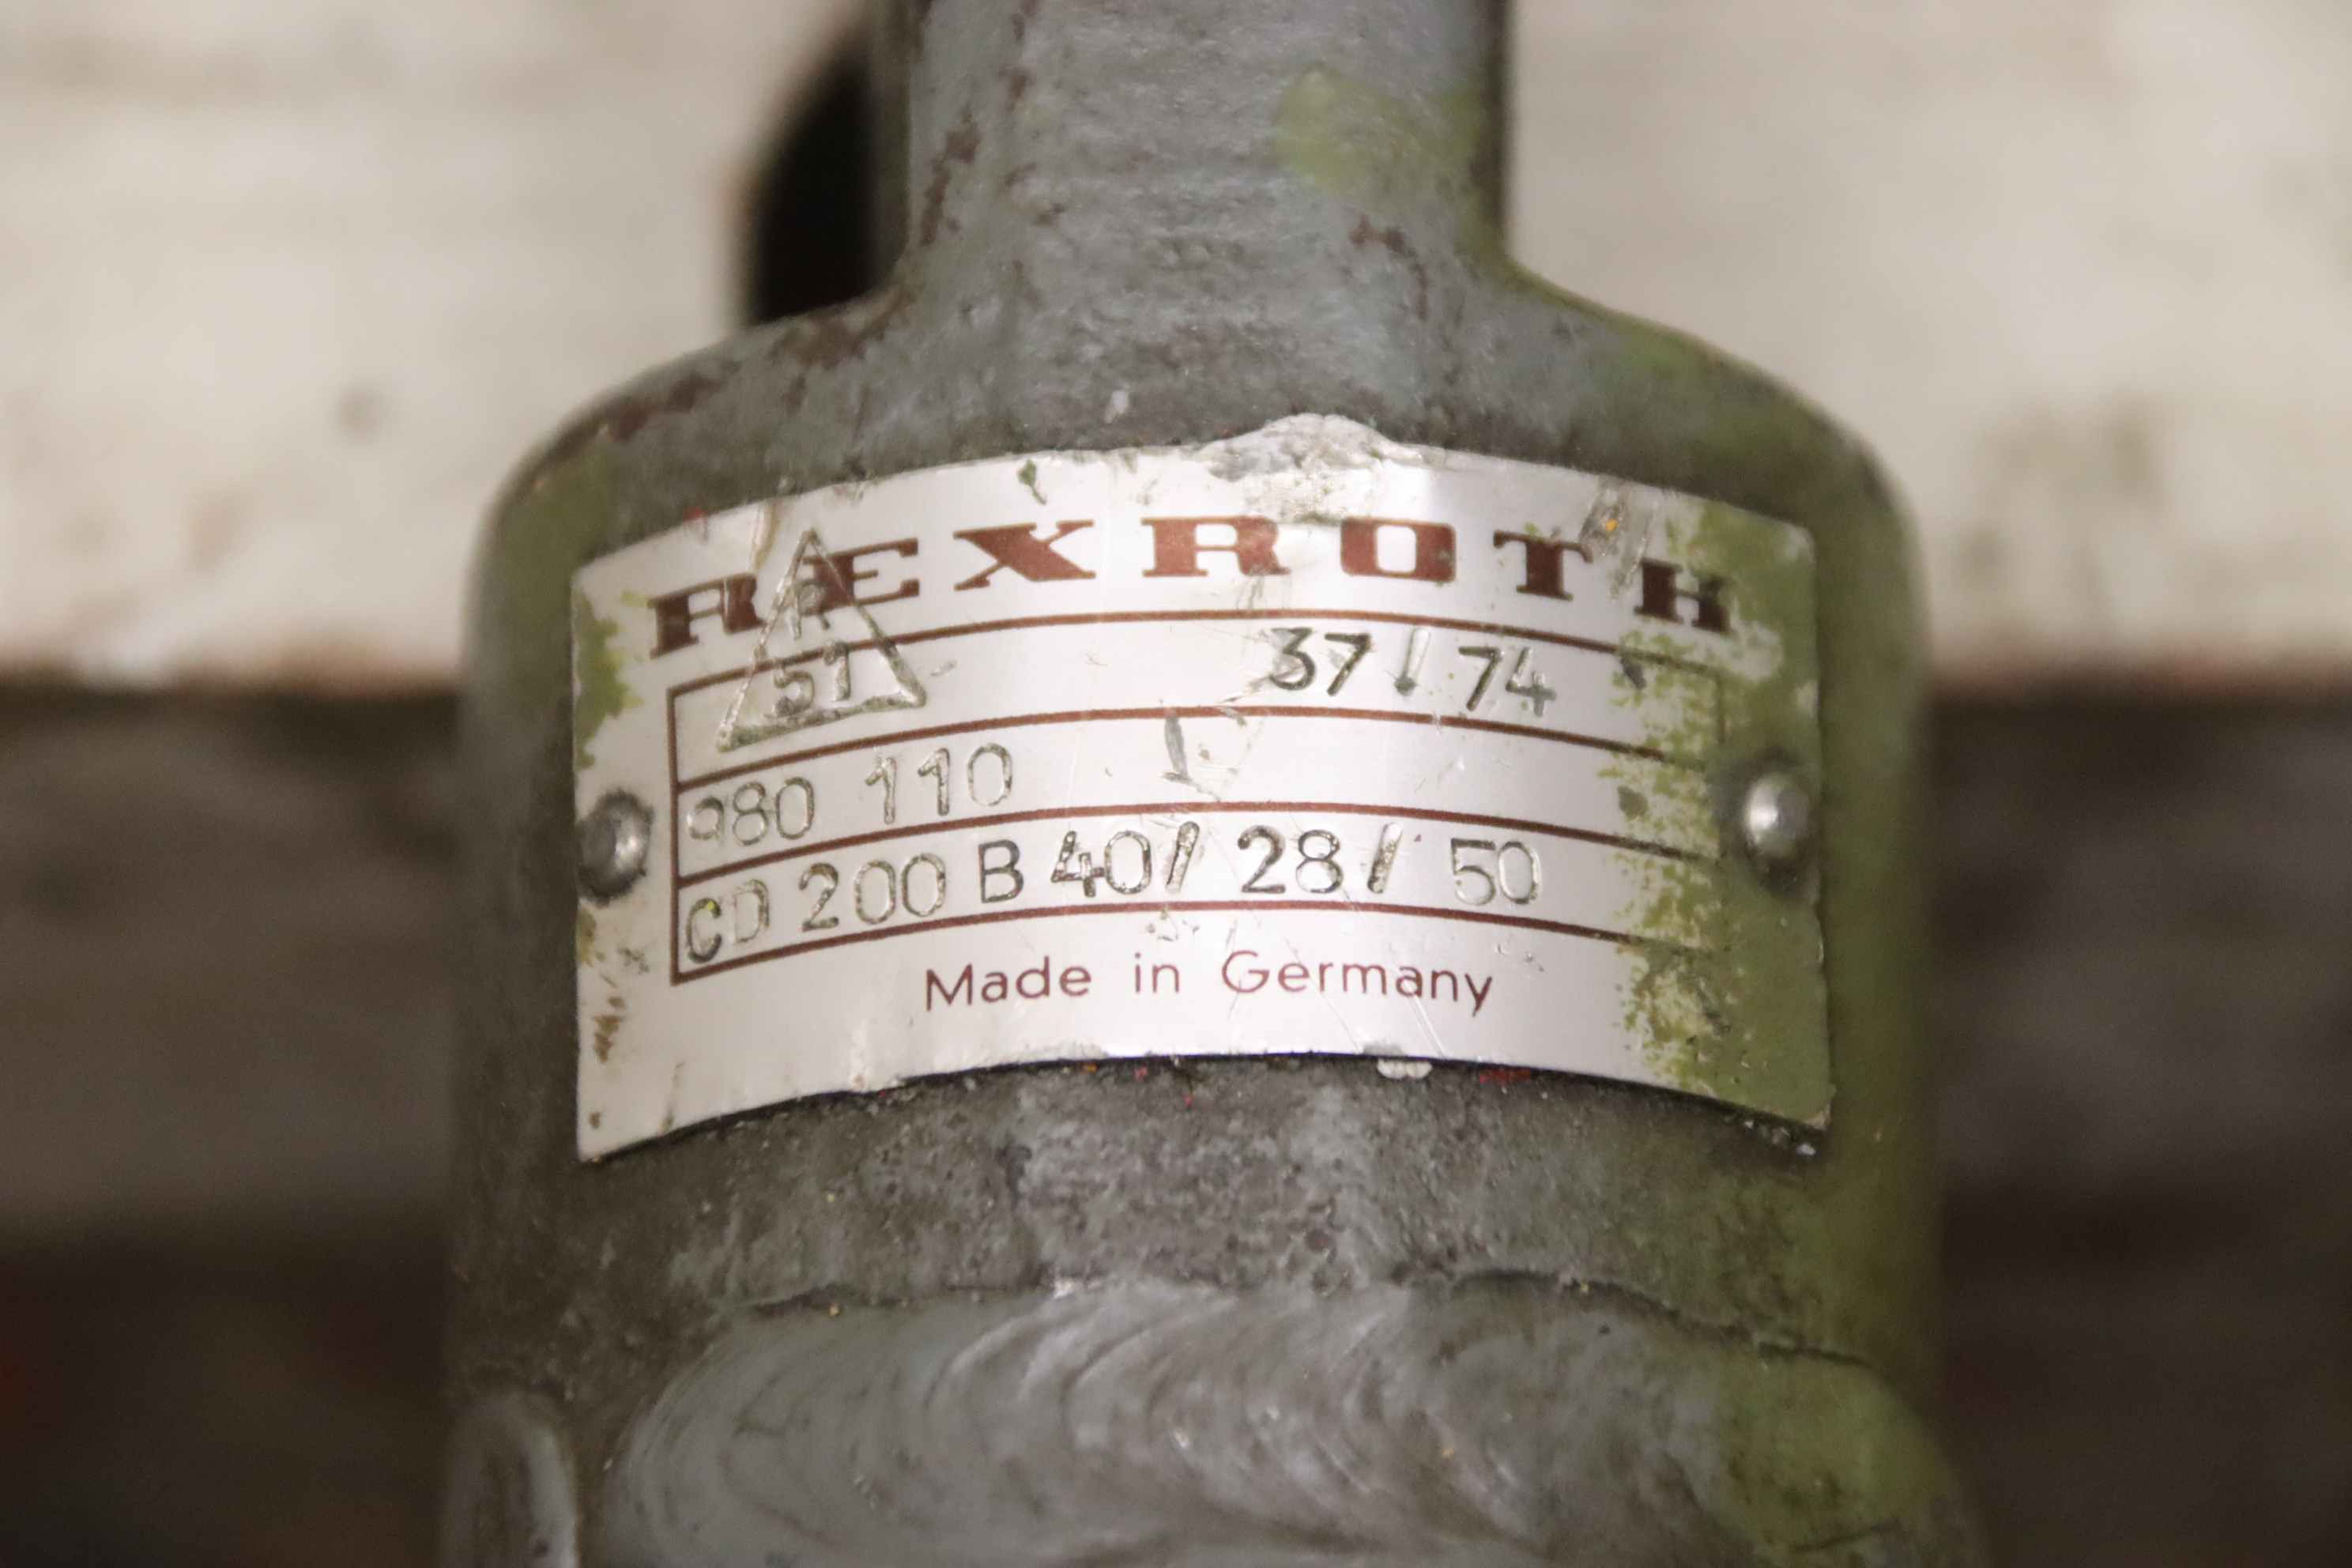 REXROTH
R
51 37/74
980 110
CD 200 B 40/ 28/ 50
Made in Germany